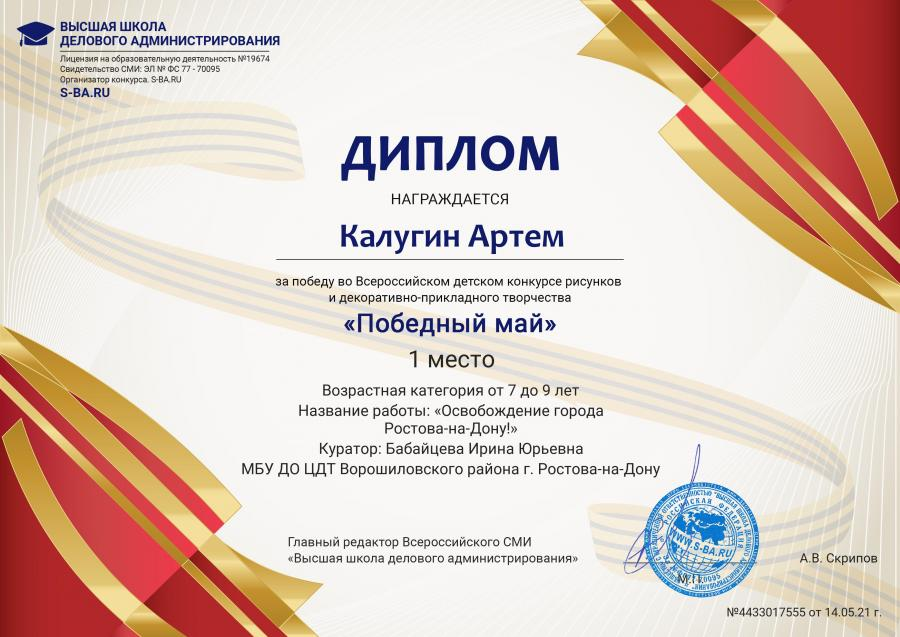 ВЫСШАЯ ШКОЛА
ДЕЛОВОГО АДМИНИСТРИРОВАНИЯ
Лицензия на образовательную деятельность №19674
Свидетельство СМИ: ЭЛ № ФС 77 - 70095
Организатор конкурса. S-BA.RU
S-BA.RU
ДИПЛОМ
НАГРАЖДАЕТСЯ
Калугин Артем
за победу во Всероссийском детском конкурсе рисунков
и декоративно-прикладного творчества
«Победный май»
1 место
Возрастная категория от 7 до 9 лет
Название работы: «Освобождение города
Ростова-на-Дону!»
Куратор: Бабайцева Ирина Юрьевна
МБУ ДО ЦДТ Ворошиловского района г. Ростова-на-Дону
Главный редактор Всероссийского СМИ
«Высшая школа делового администрирования»
РОССИЙСКАЯ ФЕДЕРАЦИЯ
WWW.S-BA.RU
М.П.
А.В. Скрипов
№4433017555 от 14.05.21 г.